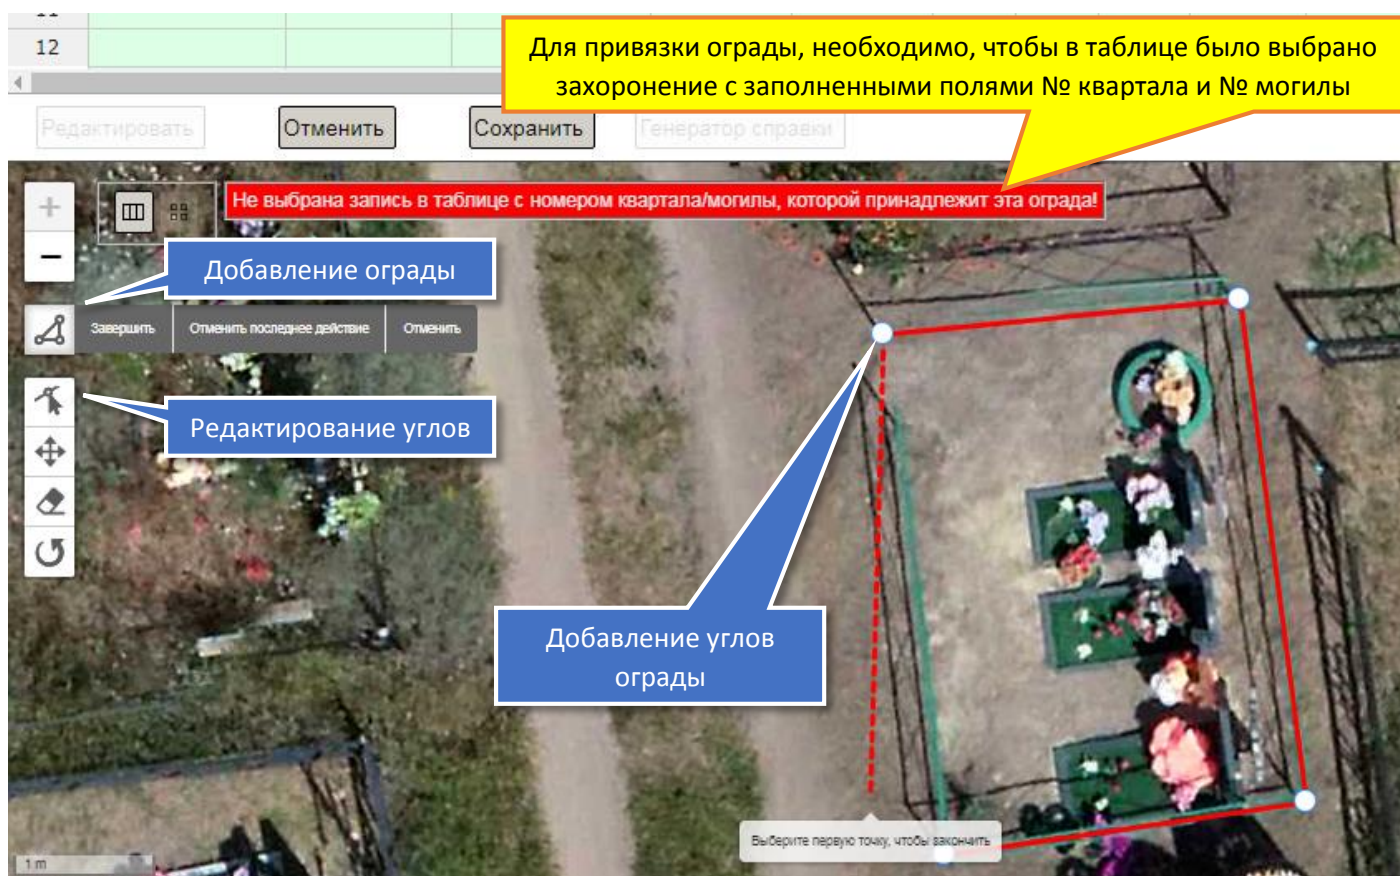 12
Для привязки ограды, необходимо, чтобы в таблице было выбрано
захоронение с заполненными полями № квартала и № могилы
Редактировать
Отменить
Сохранить
Генератор справки
Не выбрана запись в таблице с номером квартала/могилы, которой принадлежит эта ограда!
Добавление ограды
Завершить
Отменить последнее действие
Отменить
Редактирование углов
Добавление углов
ограды
Выберите первую точку, чтобы закончить
1 m